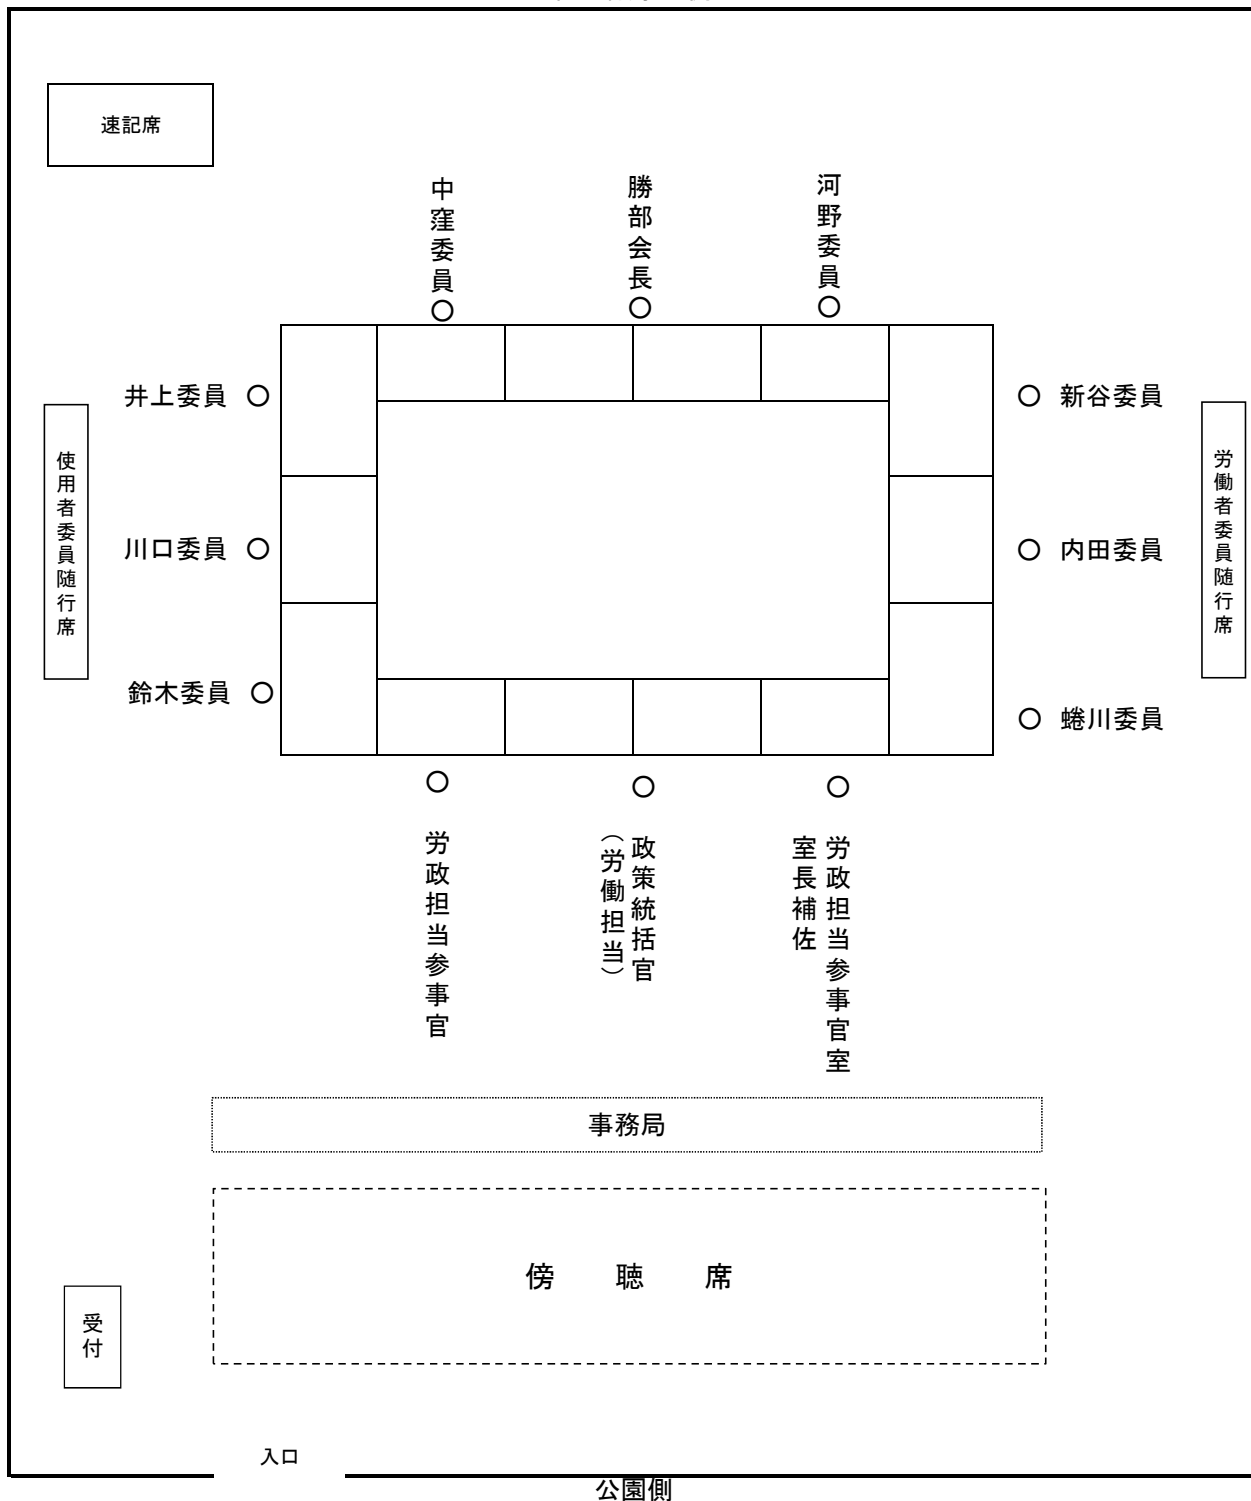 速記席
中窪委員
勝部会長
河野委員
井上委員
新谷委員
使用者委員随行席
労働者委員随行席
川口委員
内田委員
鈴木委員
蜷川委員
労政担当参事官
政策統括官
（労働担当）
労政担当参事官室
室長補佐
事務局
傍聴席
受付
入口
公園側